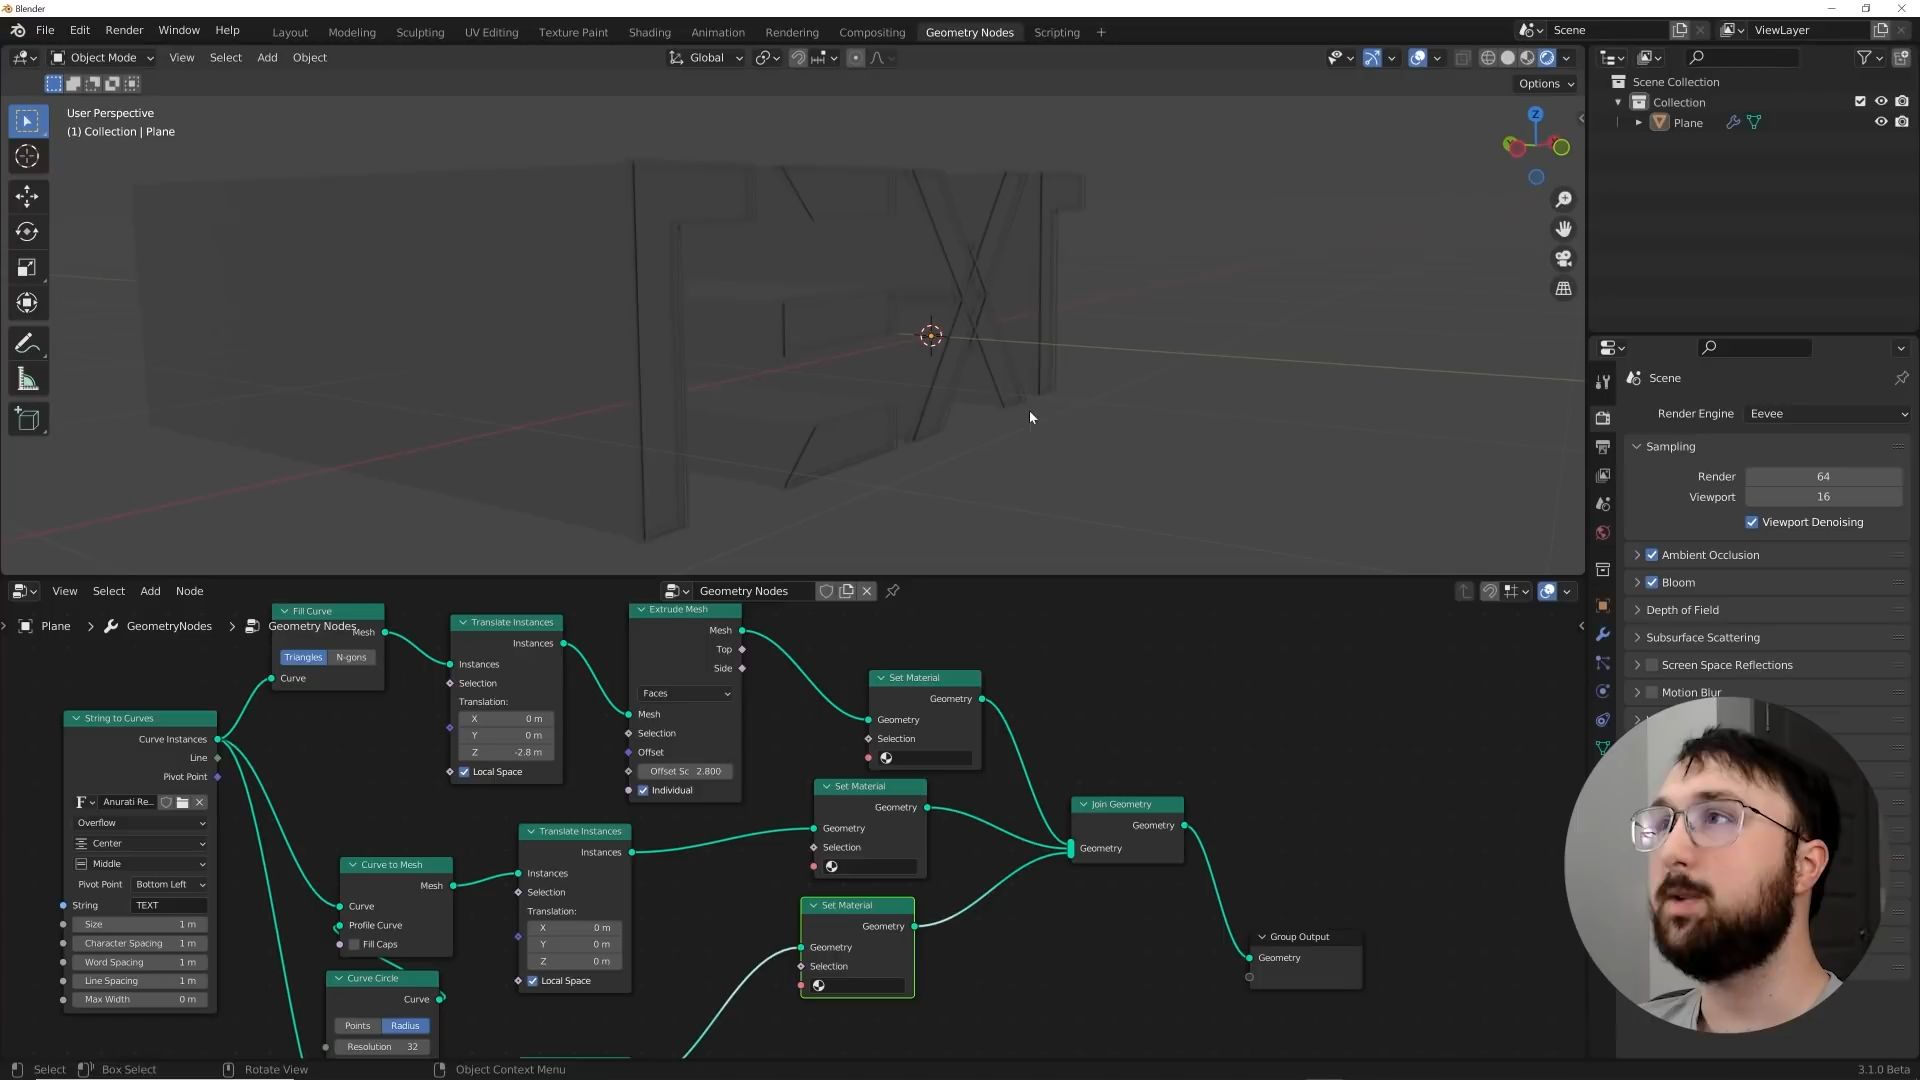 Blender
File Edit Render Window Help
Layout Modeling Sculpting UV Editing Texture Paint Shading Animation Rendering Compositing Geometry Nodes Scripting +
Scene
ViewLayer
Object Mode View Select Add Object
Global
Options
User Perspective
(1) Collection | Plane
Z
Scene Collection
Collection
Plane
Scene
Render Engine Eevee
Sampling
Render 64
Viewport 16
Viewport Denoising
Ambient Occlusion
Bloom
Depth of Field
Subsurface Scattering
Screen Space Reflections
Motion Blur
View Select Add Node
Geometry Nodes
Plane > GeometryNodes > Geometry Nodes
Fill Curve
Mesh
Triangles N-gons
Curve
Translate Instances
Instances
Instances
Selection
Translation:
X 0 m
Y 0 m
Z -2.8 m
Local Space
Extrude Mesh
Mesh
Top
Side
Faces
Mesh
Selection
Offset
Offset Sc 2.800
Individual
Set Material
Geometry
Geometry
Selection
String to Curves
Curve Instances
Line
Pivot Point
F Anurati Re...
Overflow
Center
Middle
Pivot Point Bottom Left
String TEXT
Size 1 m
Character Spacing 1 m
Word Spacing 1 m
Line Spacing 1 m
Max Width 0 m
Set Material
Geometry
Geometry
Selection
Join Geometry
Geometry
Geometry
Translate Instances
Instances
Instances
Selection
Translation:
X 0 m
Y 0 m
Z 0 m
Local Space
Curve to Mesh
Mesh
Curve
Profile Curve
Fill Caps
Set Material
Geometry
Geometry
Selection
Group Output
Geometry
Curve Circle
Curve
Points Radius
Resolution 32
Select Box Select Rotate View Object Context Menu
3.1.0 Beta